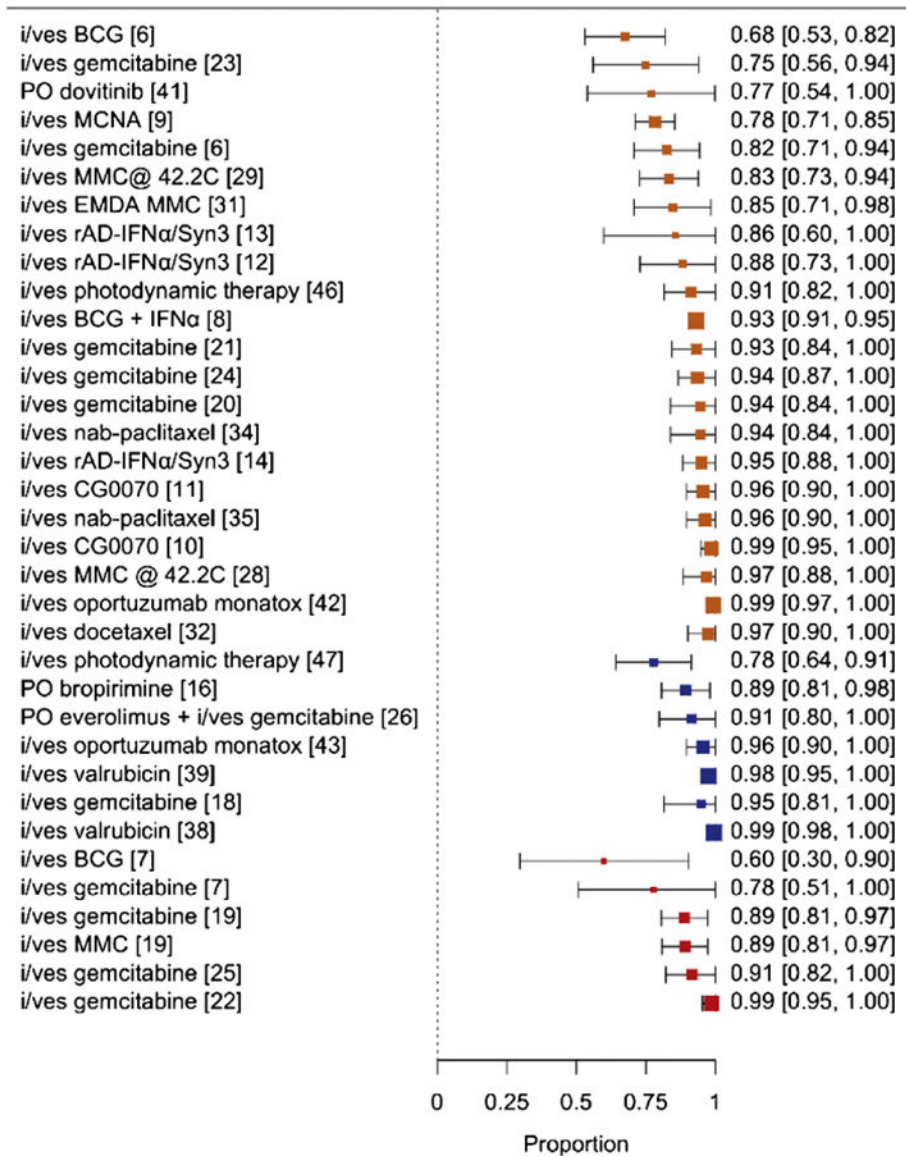 i/ves BCG [6] 0.68 [0.53, 0.82]
i/ves gemcitabine [23] 0.75 [0.56, 0.94]
PO dovitinib [41] 0.77 [0.54, 1.00]
i/ves MCNA [9] 0.78 [0.71, 0.85]
i/ves gemcitabine [6] 0.82 [0.71, 0.94]
i/ves MMC@ 42.2C [29] 0.83 [0.73, 0.94]
i/ves EMDA MMC [31] 0.85 [0.71, 0.98]
i/ves rAD-IFNα/Syn3 [13] 0.86 [0.60, 1.00]
i/ves rAD-IFNα/Syn3 [12] 0.88 [0.73, 1.00]
i/ves photodynamic therapy [46] 0.91 [0.82, 1.00]
i/ves BCG + IFNα [8] 0.93 [0.91, 0.95]
i/ves gemcitabine [21] 0.93 [0.84, 1.00]
i/ves gemcitabine [24] 0.94 [0.87, 1.00]
i/ves gemcitabine [20] 0.94 [0.84, 1.00]
i/ves nab-paclitaxel [34] 0.94 [0.84, 1.00]
i/ves rAD-IFNα/Syn3 [14] 0.95 [0.88, 1.00]
i/ves CG0070 [11] 0.96 [0.90, 1.00]
i/ves nab-paclitaxel [35] 0.96 [0.90, 1.00]
i/ves CG0070 [10] 0.99 [0.95, 1.00]
i/ves MMC @ 42.2C [28] 0.97 [0.88, 1.00]
i/ves oportuzumab monatox [42] 0.99 [0.97, 1.00]
i/ves docetaxel [32] 0.97 [0.90, 1.00]
i/ves photodynamic therapy [47] 0.78 [0.64, 0.91]
PO bropirimine [16] 0.89 [0.81, 0.98]
PO everolimus + i/ves gemcitabine [26] 0.91 [0.80, 1.00]
i/ves oportuzumab monatox [43] 0.96 [0.90, 1.00]
i/ves valrubicin [39] 0.98 [0.95, 1.00]
i/ves gemcitabine [18] 0.95 [0.81, 1.00]
i/ves valrubicin [38] 0.99 [0.98, 1.00]
i/ves BCG [7] 0.60 [0.30, 0.90]
i/ves gemcitabine [7] 0.78 [0.51, 1.00]
i/ves gemcitabine [19] 0.89 [0.81, 0.97]
i/ves MMC [19] 0.89 [0.81, 0.97]
i/ves gemcitabine [25] 0.91 [0.82, 1.00]
i/ves gemcitabine [22] 0.99 [0.95, 1.00]
0 0.25 0.5 0.75 1
Proportion